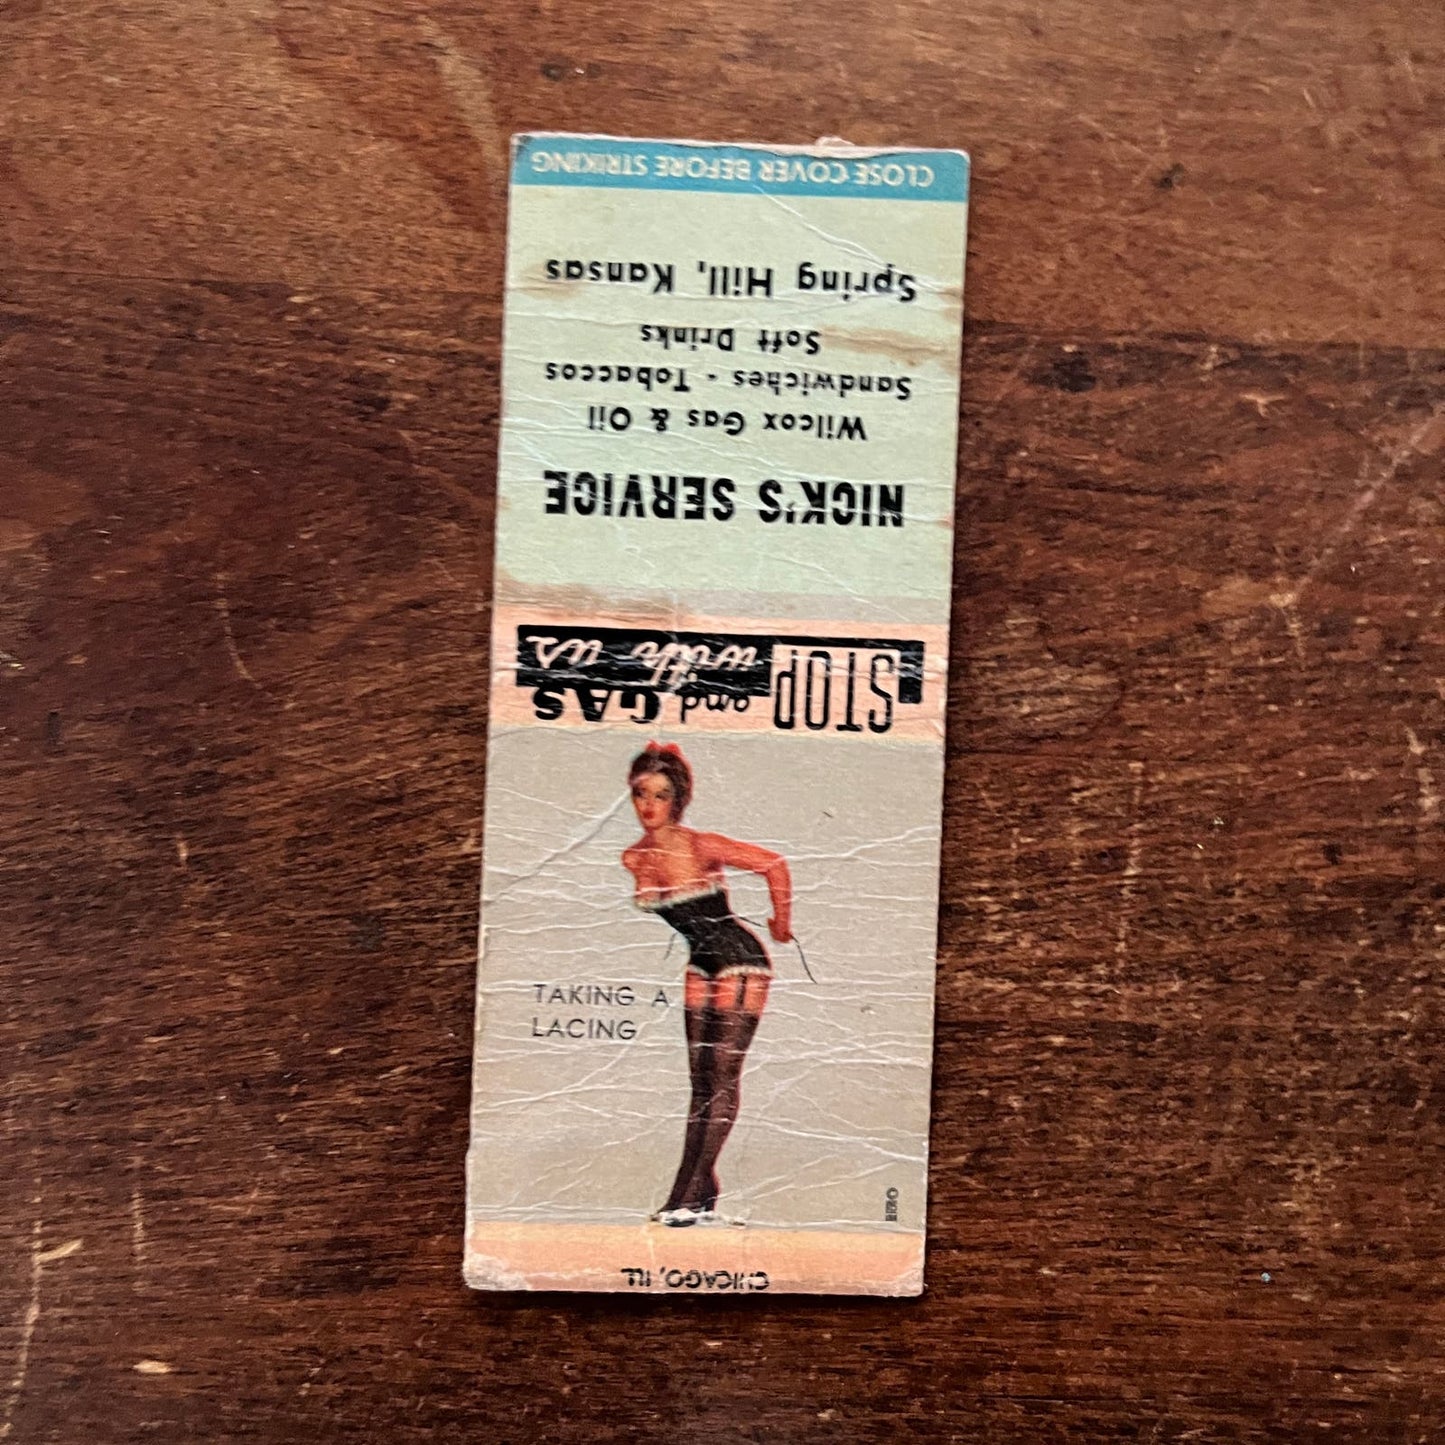 CLOSE COVER BEFORE STRIKING
NICK'S SERVICE
Wilcox Gas & Oil
Sandwiches - Tobaccos
Soft Drinks
Spring Hill, Kansas
STOP and GAS
with us
TAKING A
LACING
CHICAGO, ILL